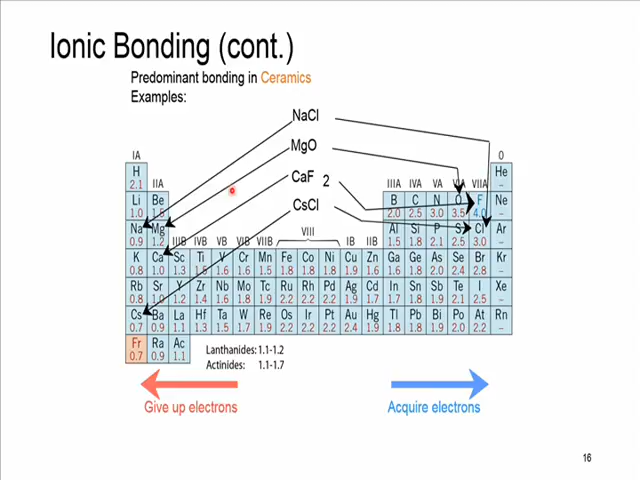 Ionic Bonding (cont.)
Predominant bonding in Ceramics
Examples:
NaCl
MgO
CaF 2
CsCl
IA 0
H He
2.1 –
IIA IIIA IVA VA VIA VIIA
Li Be B C N O F Ne
1.0 1.5 2.0 2.5 3.0 3.5 4.0 –
Na Mg Al Si P S Cl Ar
0.9 1.2 1.5 1.8 2.1 2.5 3.0 –
IIIB IVB VB VIB VIIB VIII IB IIB
K Ca Sc Ti V Cr Mn Fe Co Ni Cu Zn Ga Ge As Se Br Kr
0.8 1.0 1.3 1.5 1.6 1.6 1.5 1.8 1.8 1.8 1.9 1.6 1.6 1.8 2.0 2.4 2.8 –
Rb Sr Y Zr Nb Mo Tc Ru Rh Pd Ag Cd In Sn Sb Te I Xe
0.8 1.0 1.2 1.4 1.6 1.8 1.9 2.2 2.2 2.2 1.9 1.7 1.7 1.8 1.9 2.1 2.5 –
Cs Ba La Hf Ta W Re Os Ir Pt Au Hg Tl Pb Bi Po At Rn
0.7 0.9 1.1 1.3 1.5 1.7 1.9 2.2 2.2 2.2 2.4 1.9 1.8 1.8 1.9 2.0 2.2 –
Fr Ra Ac
0.7 0.9 1.1
Lanthanides: 1.1-1.2
Actinides: 1.1-1.7
Give up electrons Acquire electrons
16